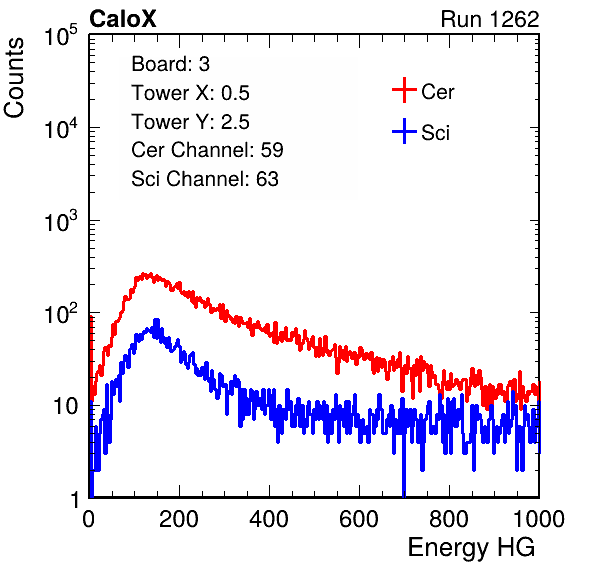 CaloX Run 1262
Counts
10^5
10^4
10^3
10^2
10
1
Board: 3
Tower X: 0.5
Tower Y: 2.5
Cer Channel: 59
Sci Channel: 63
Cer
Sci
0 200 400 600 800 1000
Energy HG